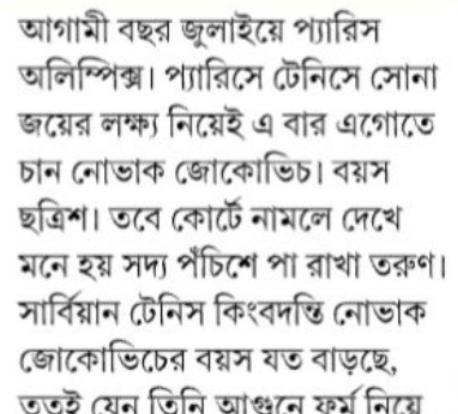 আগামী বছর জুলাইয়ে প্যারিস
অলিম্পিক্স। প্যারিসে টেনিসে সোনা
জয়ের লক্ষ্য নিয়েই এ বার এগোতে
চান নোভাক জোকোভিচ। বয়স
ছত্রিশ। তবে কোর্টে নামলে দেখে
মনে হয় সদ্য পঁচিশে পা রাখা তরুণ।
সার্বিয়ান টেনিস কিংবদন্তি নোভাক
জোকোভিচের বয়স যত বাড়ছে,
ততই যেন তিনি আগুনে ফর্ম নিয়ে